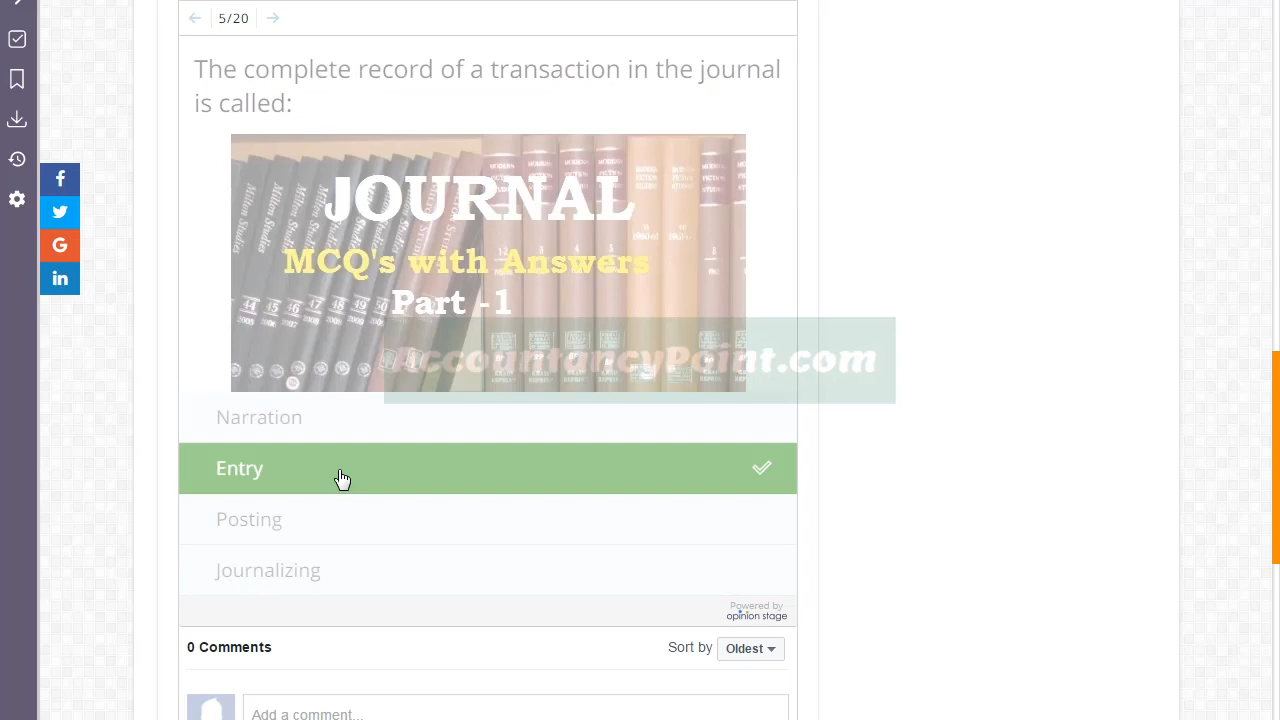 5/20
The complete record of a transaction in the journal
is called:
JOURNAL
MCQ's with Answers
Part -1
AccountancyPoint.com
Narration
Entry
Posting
Journalizing
Powered by
opinion stage
0 Comments
Sort by Oldest
Add a comment...